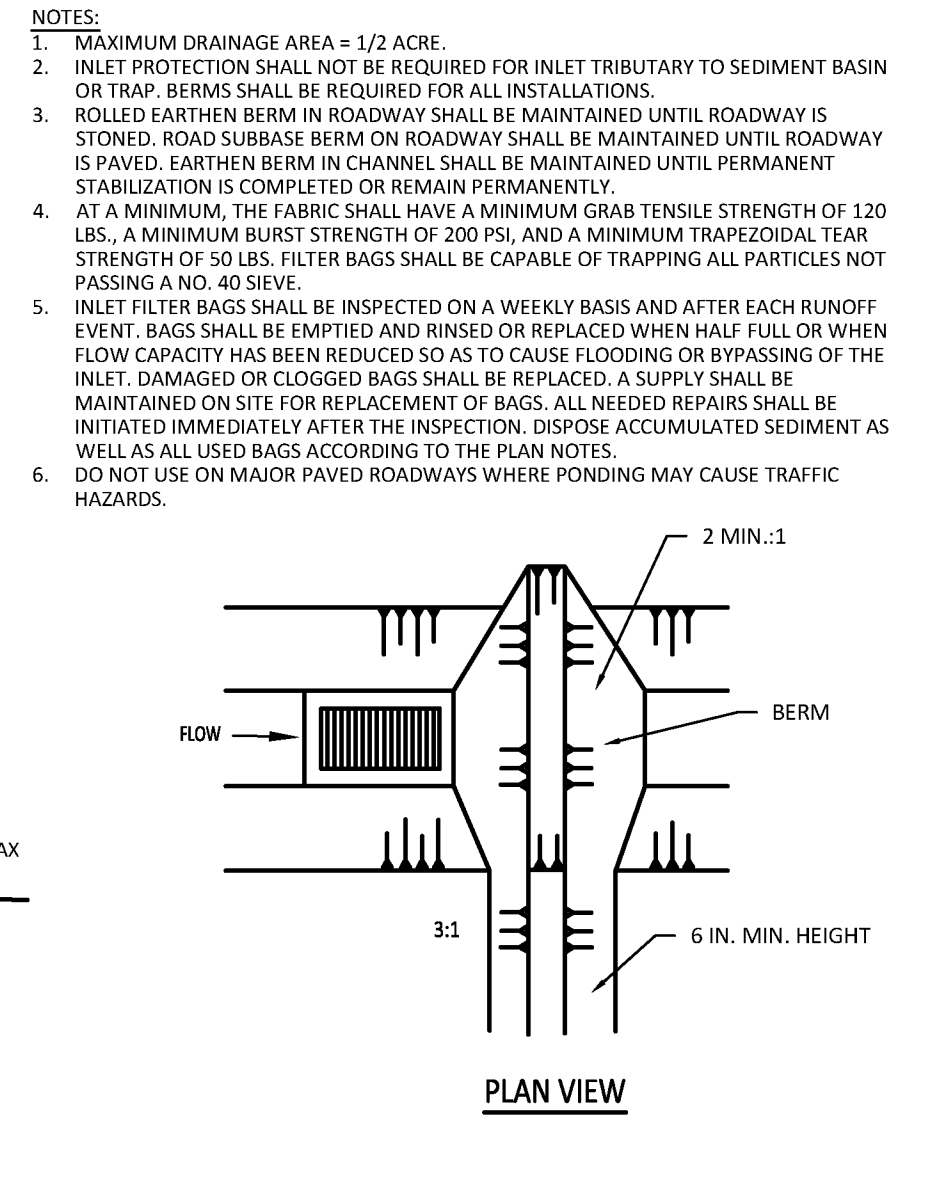 NOTES:
1. MAXIMUM DRAINAGE AREA = 1/2 ACRE.
2. INLET PROTECTION SHALL NOT BE REQUIRED FOR INLET TRIBUTARY TO SEDIMENT BASIN
OR TRAP. BERMS SHALL BE REQUIRED FOR ALL INSTALLATIONS.
3. ROLLED EARTHEN BERM IN ROADWAY SHALL BE MAINTAINED UNTIL ROADWAY IS
STONED. ROAD SUBBASE BERM ON ROADWAY SHALL BE MAINTAINED UNTIL ROADWAY
IS PAVED. EARTHEN BERM IN CHANNEL SHALL BE MAINTAINED UNTIL PERMANENT
STABILIZATION IS COMPLETED OR REMAIN PERMANENTLY.
4. AT A MINIMUM, THE FABRIC SHALL HAVE A MINIMUM GRAB TENSILE STRENGTH OF 120
LBS., A MINIMUM BURST STRENGTH OF 200 PSI, AND A MINIMUM TRAPEZOIDAL TEAR
STRENGTH OF 50 LBS. FILTER BAGS SHALL BE CAPABLE OF TRAPPING ALL PARTICLES NOT
PASSING A NO. 40 SIEVE.
5. INLET FILTER BAGS SHALL BE INSPECTED ON A WEEKLY BASIS AND AFTER EACH RUNOFF
EVENT. BAGS SHALL BE EMPTIED AND RINSED OR REPLACED WHEN HALF FULL OR WHEN
FLOW CAPACITY HAS BEEN REDUCED SO AS TO CAUSE FLOODING OR BYPASSING OF THE
INLET. DAMAGED OR CLOGGED BAGS SHALL BE REPLACED. A SUPPLY SHALL BE
MAINTAINED ON SITE FOR REPLACEMENT OF BAGS. ALL NEEDED REPAIRS SHALL BE
INITIATED IMMEDIATELY AFTER THE INSPECTION. DISPOSE ACCUMULATED SEDIMENT AS
WELL AS ALL USED BAGS ACCORDING TO THE PLAN NOTES.
6. DO NOT USE ON MAJOR PAVED ROADWAYS WHERE PONDING MAY CAUSE TRAFFIC
HAZARDS.
2 MIN.:1
BERM
FLOW
AX
3:1
6 IN. MIN. HEIGHT
PLAN VIEW